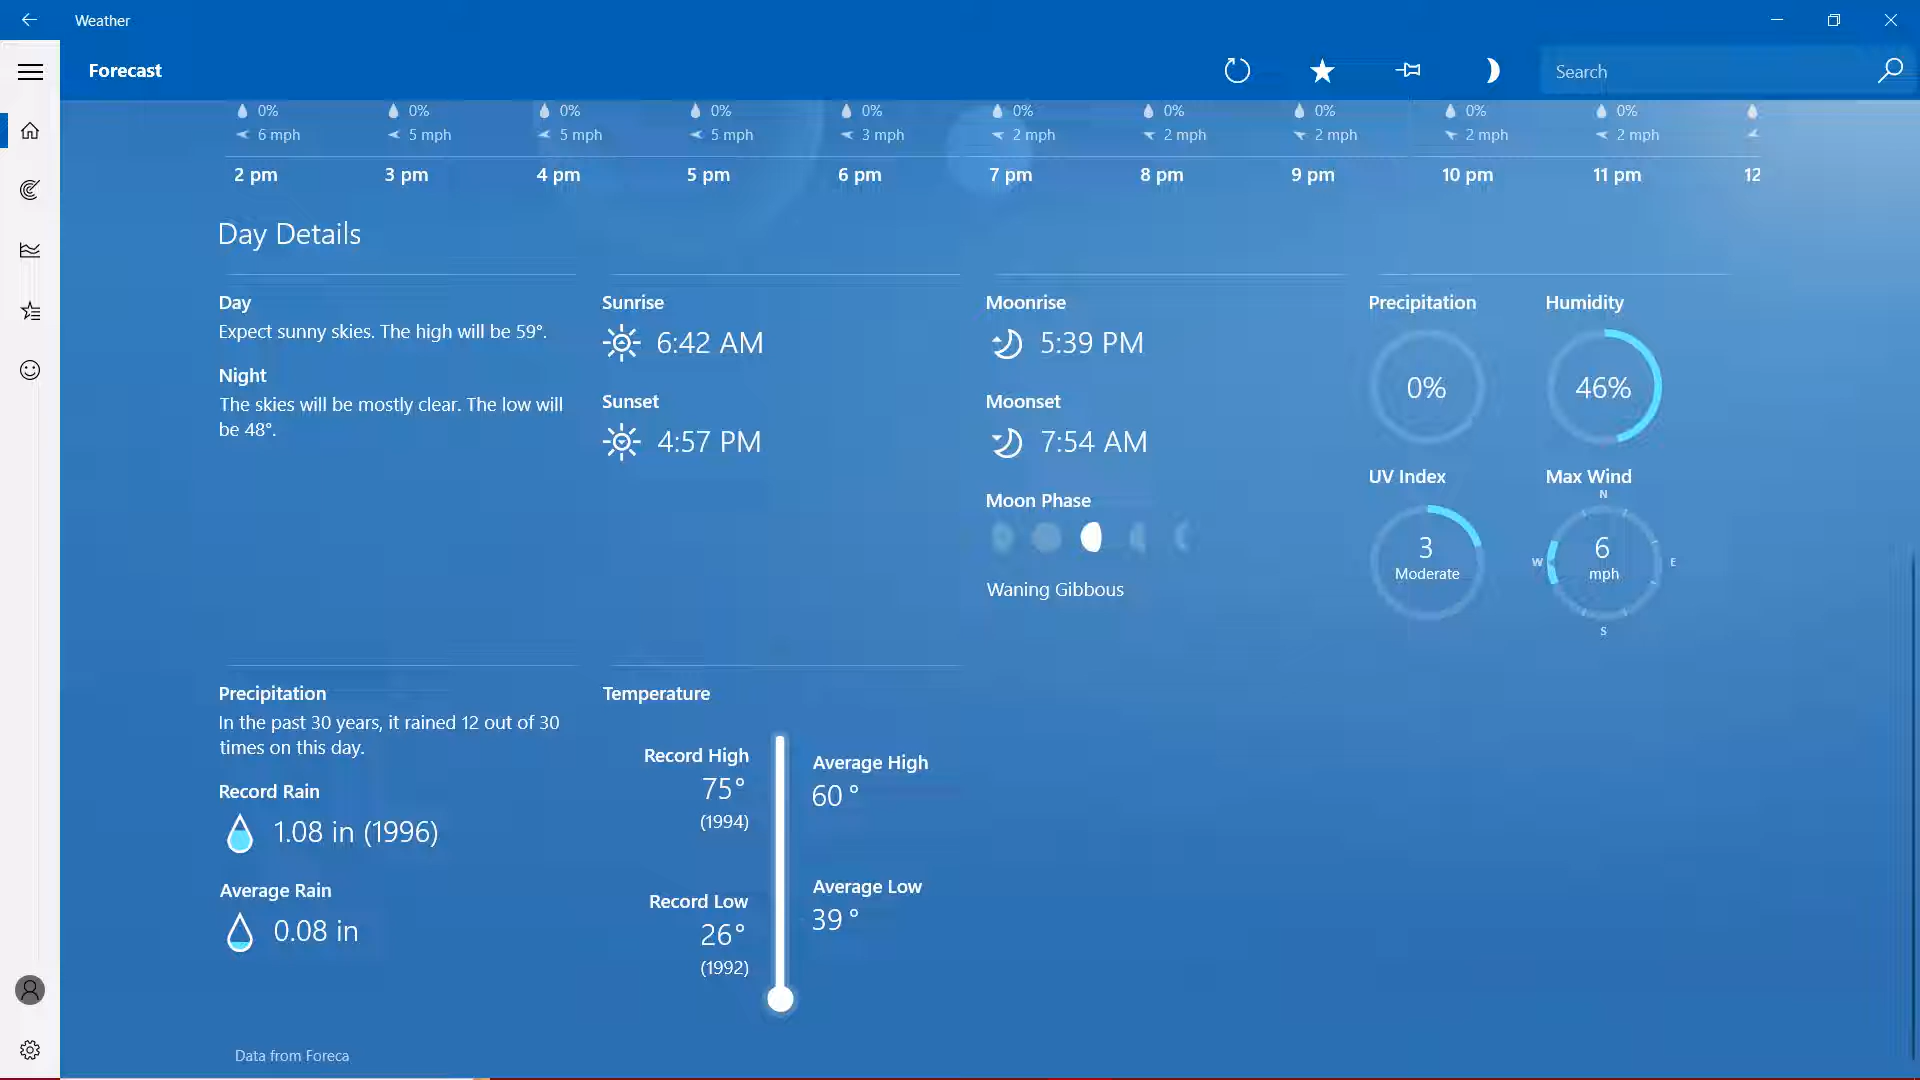 Weather
Forecast
Search
0% 0% 0% 0% 0% 0% 0% 0% 0% 0%
6 mph 5 mph 5 mph 5 mph 3 mph 2 mph 2 mph 2 mph 2 mph 2 mph
2 pm 3 pm 4 pm 5 pm 6 pm 7 pm 8 pm 9 pm 10 pm 11 pm 12
Day Details
Day
Expect sunny skies. The high will be 59°.
Night
The skies will be mostly clear. The low will
be 48°.
Sunrise
6:42 AM
Sunset
4:57 PM
Moonrise
5:39 PM
Moonset
7:54 AM
Moon Phase
Waning Gibbous
Precipitation
0%
Humidity
46%
UV Index
3
Moderate
Max Wind
N
W
6
E
mph
S
Precipitation
In the past 30 years, it rained 12 out of 30
times on this day.
Record Rain
1.08 in (1996)
Average Rain
0.08 in
Temperature
Record High
75°
(1994)
Average High
60 °
Record Low
26°
(1992)
Average Low
39 °
Data from Foreca